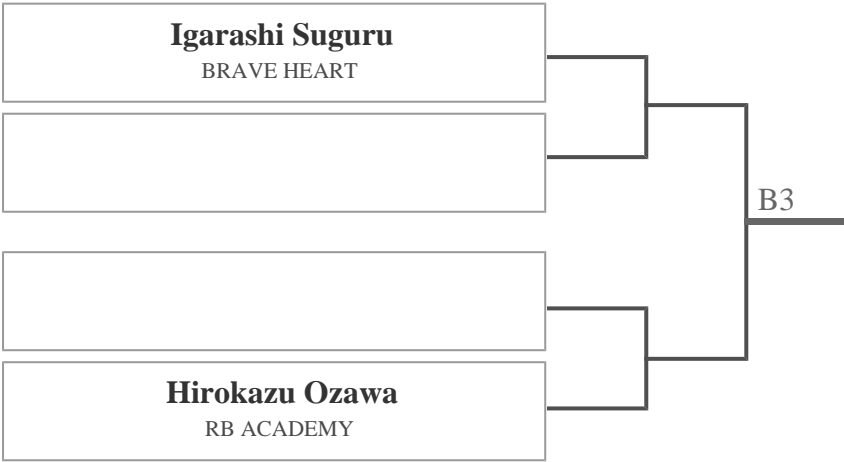 Igarashi Suguru
BRAVE HEART
B3
Hirokazu Ozawa
RB ACADEMY